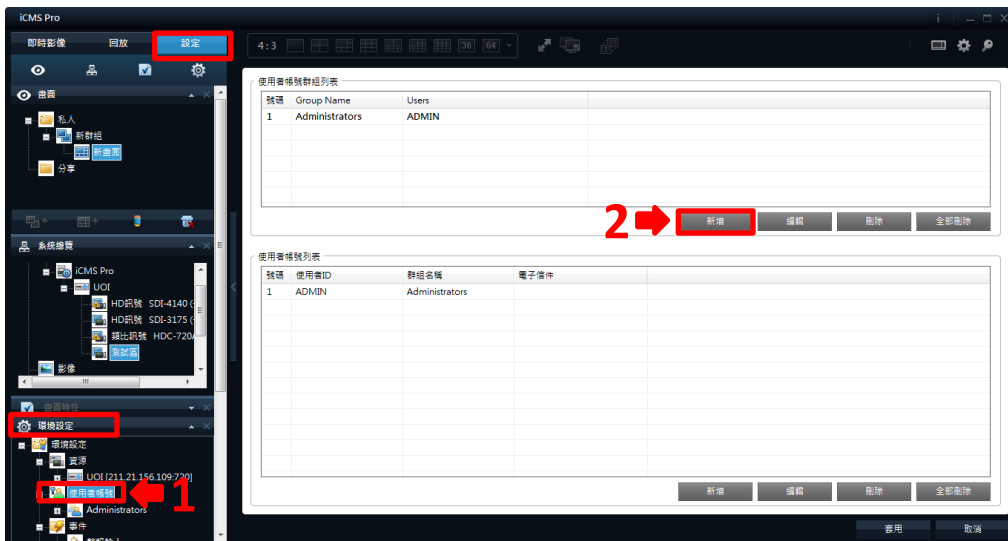 iCMS Pro
即時影像 回放 設定
4:3 36 64
畫面
私人
新群組
新畫面
分享
系統總覽
iCMS Pro
UOI
HD訊號 SDI-4140 (
HD訊號 SDI-3175 (
類比訊號 HDC-720A
測試區
影像
畫面特性
環境設定
環境設定
資源
UOI [211.21.156.109:720]
使用者帳號
1
Administrators
事件
使用者帳號群組列表
號碼 Group Name Users
1 Administrators ADMIN
2
新增 編輯 刪除 全部刪除
使用者帳號列表
號碼 使用者ID 群組名稱 電子信件
1 ADMIN Administrators
新增 編輯 刪除 全部刪除
套用 取消